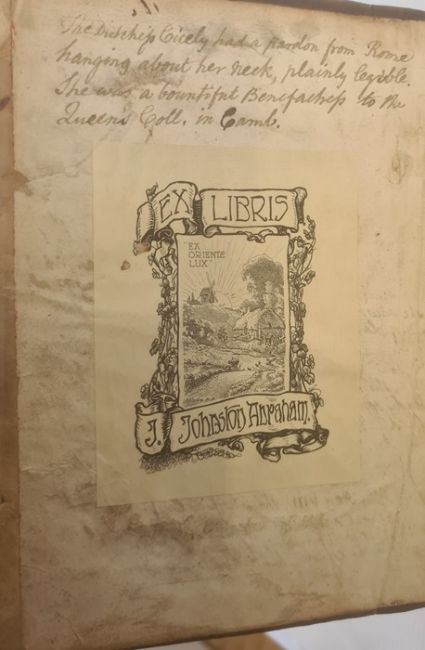 The Dutchess Cicely had a pardon from Rome
hanging about her neck, plainly legible.
She was a bountiful Benefactress to the
Queens Coll. in Camb.
EX LIBRIS
"EX
ORIENTE
LUX"
J. Johnston Abraham.